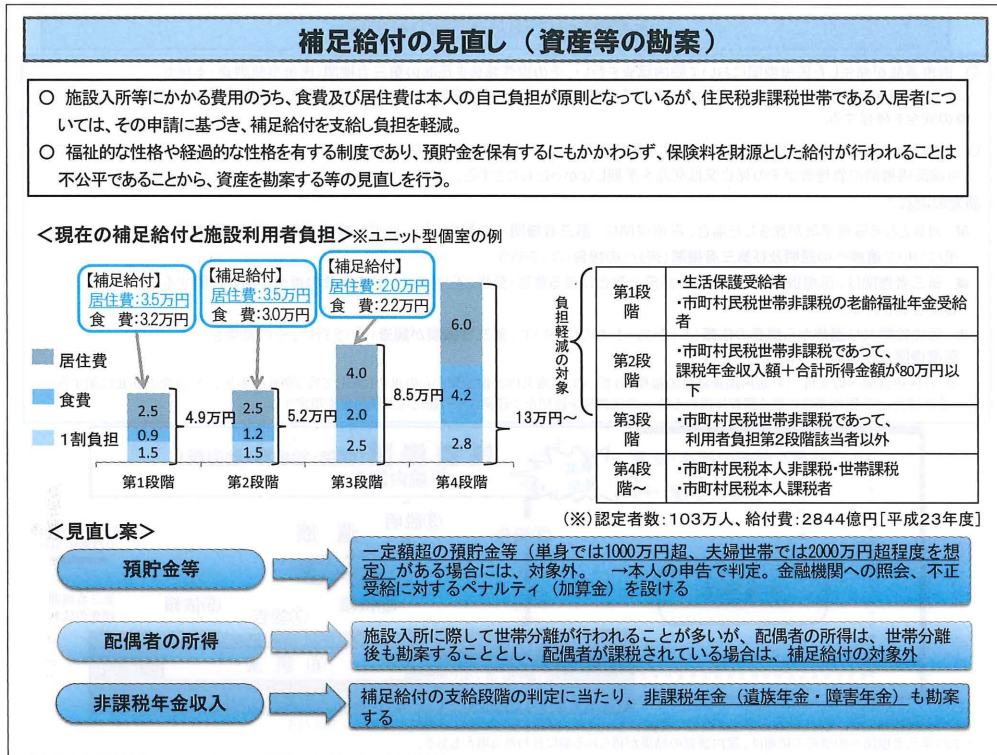 補足給付の見直し（資産等の勘案）
○ 施設入所等にかかる費用のうち、食費及び居住費は本人の自己負担が原則となっているが、住民税非課税世帯である入居者につ
いては、その申請に基づき、補足給付を支給し負担を軽減。
○ 福祉的な性格や経過的な性格を有する制度であり、預貯金を保有するにもかかわらず、保険料を財源とした給付が行われることは
不公平であることから、資産を勘案する等の見直しを行う。
＜現在の補足給付と施設利用者負担＞※ユニット型個室の例
【補足給付】
居住費:3.5万円
食　費:3.2万円
【補足給付】
居住費:3.5万円
食　費:3.0万円
【補足給付】
居住費:2.0万円
食　費:2.2万円
居住費
食費
1割負担
2.5
0.9
1.5
4.9万円
第1段階
2.5
1.2
1.5
5.2万円
第2段階
4.0
2.0
2.5
8.5万円
第3段階
6.0
4.2
2.8
13万円～
第4段階
負担軽減の対象
第1段階
・生活保護受給者
・市町村民税世帯非課税の老齢福祉年金受
給者
第2段階
・市町村民税世帯非課税であって、
課税年金収入額＋合計所得金額が80万円以
下
第3段階
・市町村民税世帯非課税であって、
利用者負担第2段階該当者以外
第4段階～
・市町村民税本人非課税・世帯課税
・市町村民税本人課税者
（※）認定者数：103万人、給付費：2844億円[平成23年度]
＜見直し案＞
預貯金等
一定額超の預貯金等（単身では1000万円超、夫婦世帯では2000万円超程度を想
定）がある場合には、対象外。　→本人の申告で判定。金融機関への照会、不正
受給に対するペナルティ（加算金）を設ける
配偶者の所得
施設入所に際して世帯分離が行われることが多いが、配偶者の所得は、世帯分離
後も勘案することとし、配偶者が課税されている場合は、補足給付の対象外
非課税年金収入
補足給付の支給段階の判定に当たり、非課税年金（遺族年金・障害年金）も勘案
する